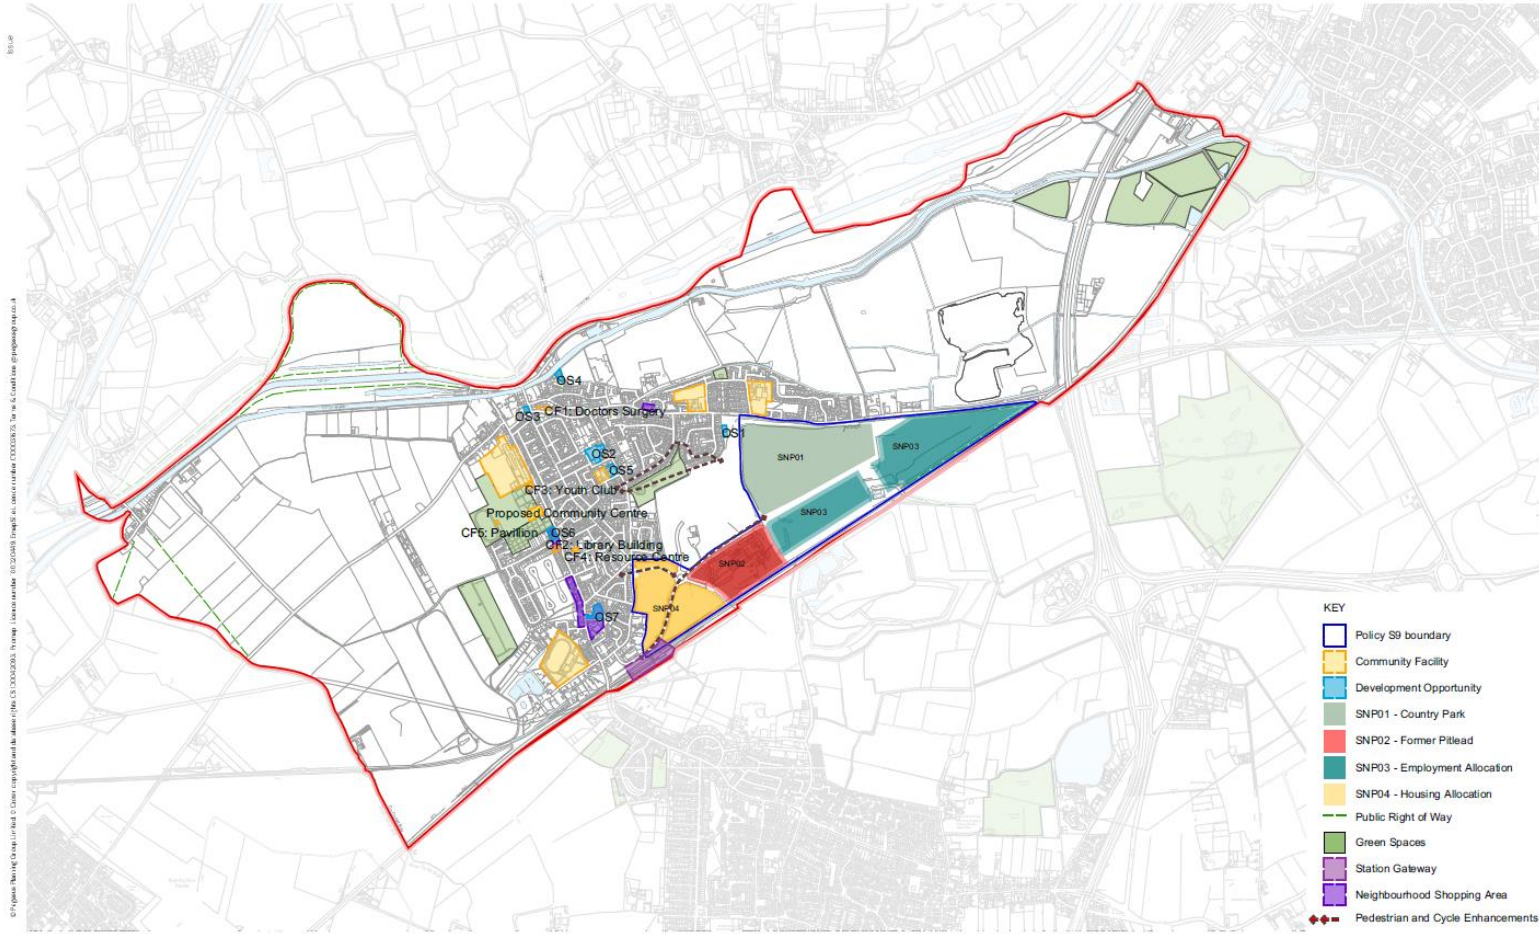 Issue
OS4
OS3
CF1: Doctors Surgery
OS1
OS2
OS5
SNP01
SNP03
CF3: Youth Club
Proposed Community Centre
SNP03
CF5: Pavillion
OS6
CF2: Library Building
CF4: Resource Centre
SNP02
SNP04
OS7
KEY
Policy S9 boundary
Community Facility
Development Opportunity
SNP01 - Country Park
SNP02 - Former Pitlead
SNP03 - Employment Allocation
SNP04 - Housing Allocation
Public Right of Way
Green Spaces
Station Gateway
Neighbourhood Shopping Area
Pedestrian and Cycle Enhancements